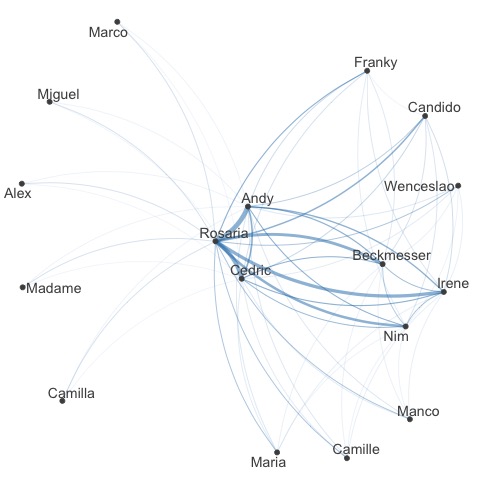 Marco
Franky
Miguel
Candido
Alex
Wenceslao
Andy
Rosaria
Beckmesser
Cedric
Madame
Irene
Nim
Camilla
Manco
Maria
Camille